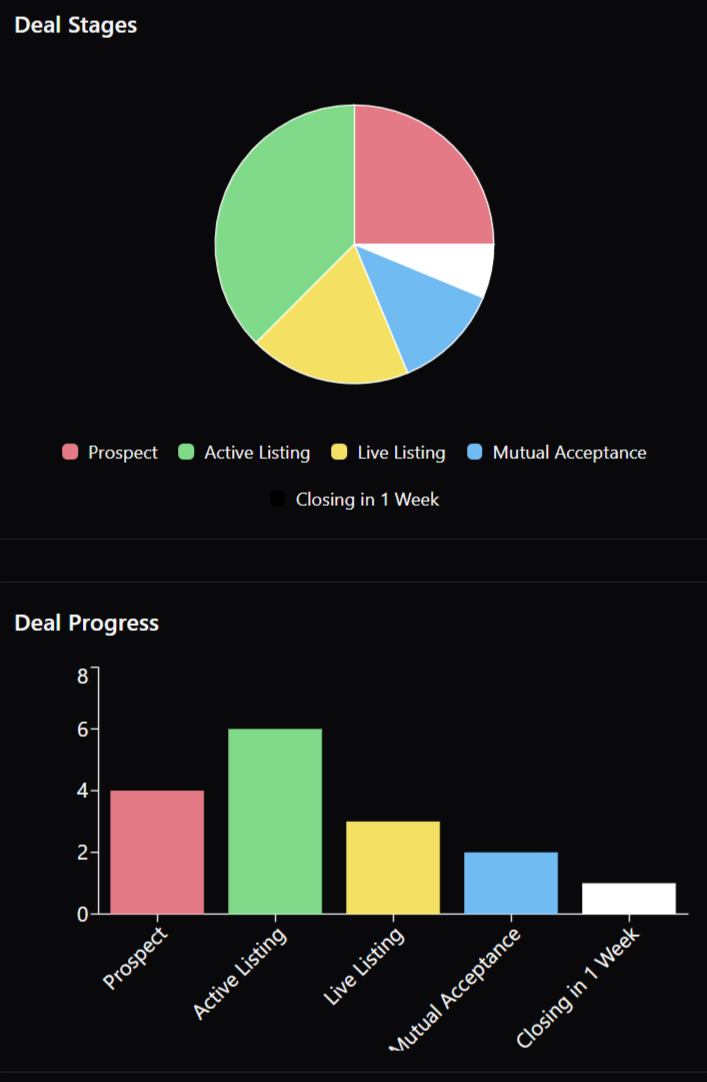 Deal Stages
Prospect Active Listing Live Listing Mutual Acceptance
Closing in 1 Week
Deal Progress
8
6
4
2
0
Prospect
Active Listing
Live Listing
Mutual Acceptance
Closing in 1 Week